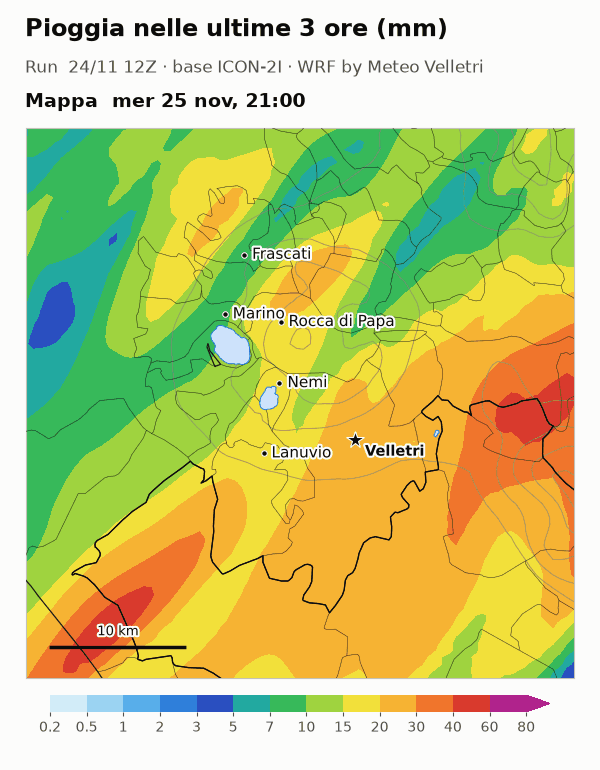 Pioggia nelle ultime 3 ore (mm)
Run  24/11 12Z · base ICON-2I · WRF by Meteo Velletri
Mappa  mer 25 nov, 21:00
Frascati
Marino
Rocca di Papa
Nemi
Velletri
Lanuvio
10 km
0.2 0.5 1 2 3 5 7 10 15 20 30 40 60 80